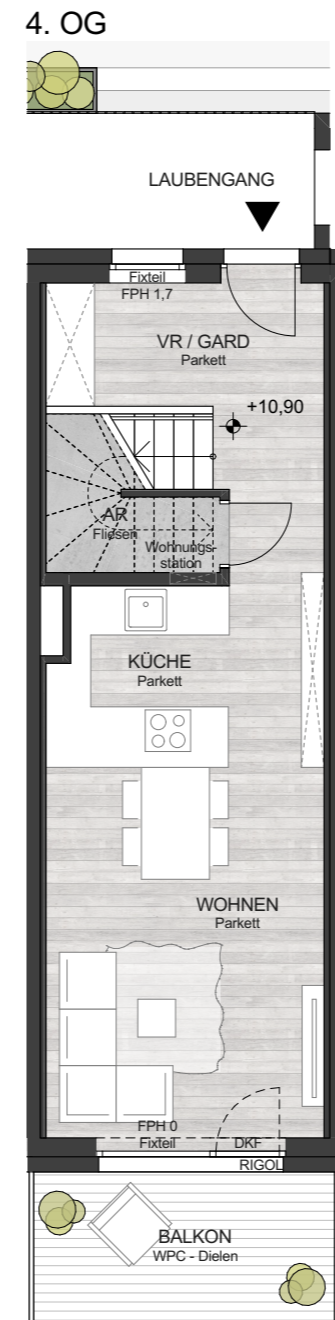 4. OG
LAUBENGANG
Fixteil
FPH 1,7
VR / GARD
Parkett
+10,90
AR
Fliesen
Wohnungs-
station
KÜCHE
Parkett
WOHNEN
Parkett
FPH 0
Fixteil
DKF
RIGOL
BALKON
WPC - Dielen